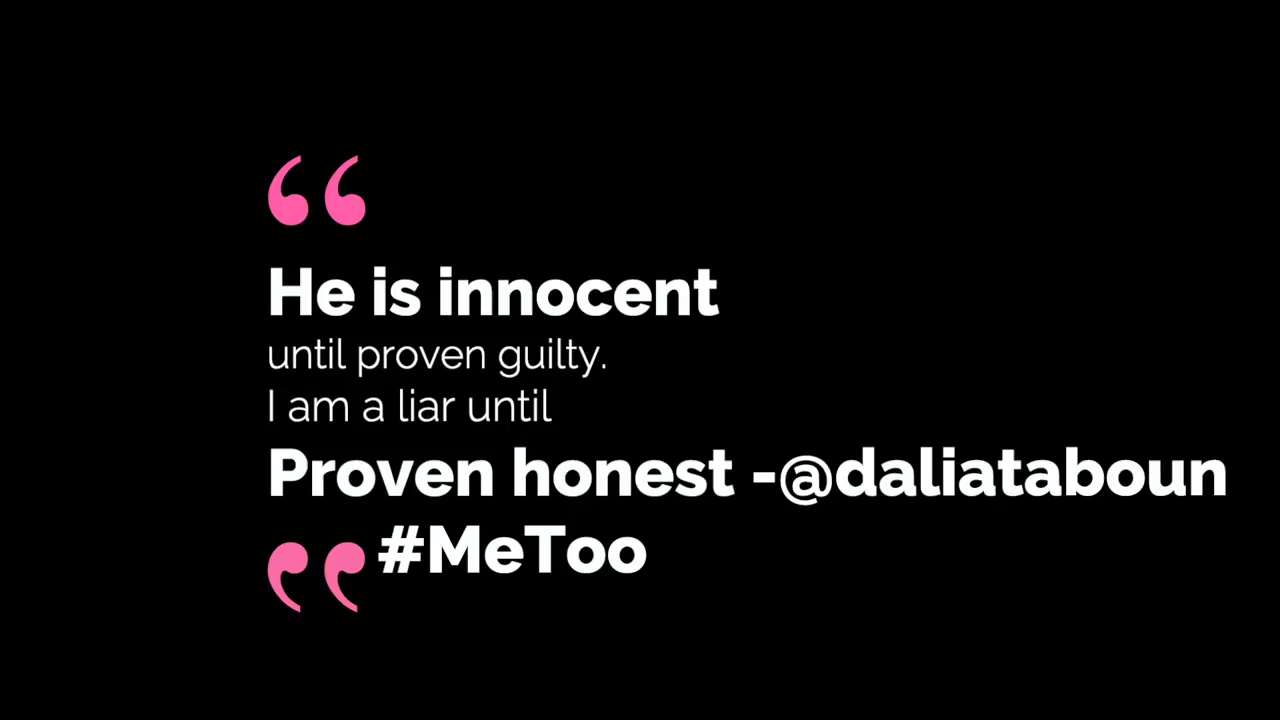 “
He is innocent
until proven guilty.
I am a liar until
Proven honest -@daliataboun
#MeToo